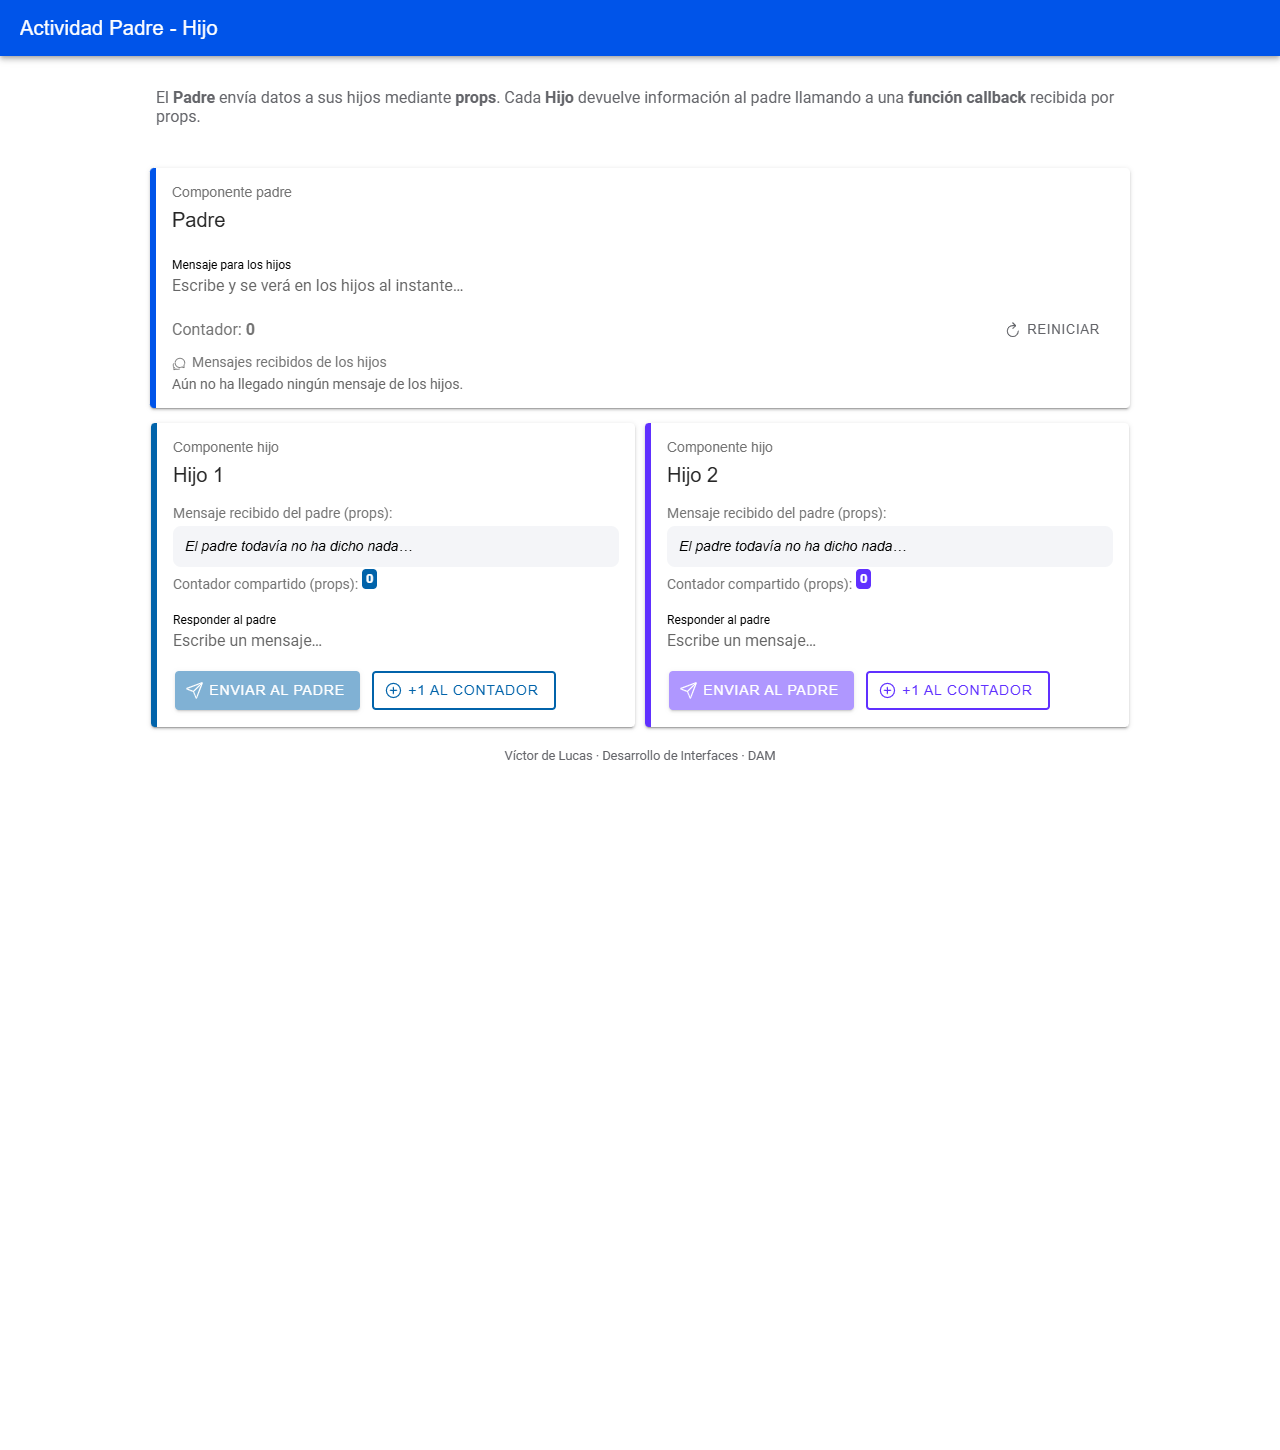 Actividad Padre - Hijo
El Padre envía datos a sus hijos mediante props. Cada Hijo devuelve información al padre llamando a una función callback recibida por
props.
Componente padre
Padre
Mensaje para los hijos
Escribe y se verá en los hijos al instante…
Contador: 0
REINICIAR
Mensajes recibidos de los hijos
Aún no ha llegado ningún mensaje de los hijos.
Componente hijo
Hijo 1
Mensaje recibido del padre (props):
El padre todavía no ha dicho nada…
Contador compartido (props): 0
Responder al padre
Escribe un mensaje…
ENVIAR AL PADRE
+1 AL CONTADOR
Componente hijo
Hijo 2
Mensaje recibido del padre (props):
El padre todavía no ha dicho nada…
Contador compartido (props): 0
Responder al padre
Escribe un mensaje…
ENVIAR AL PADRE
+1 AL CONTADOR
Víctor de Lucas · Desarrollo de Interfaces · DAM